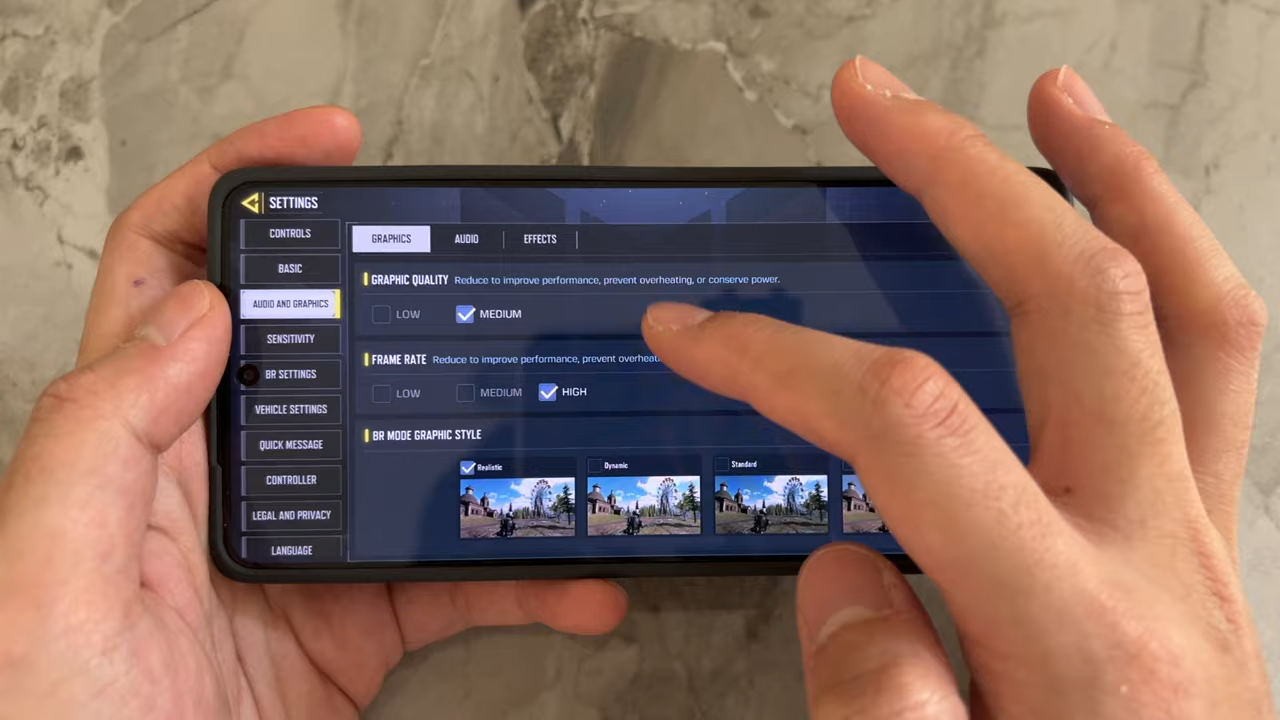 SETTINGS
CONTROLS
BASIC
AUDIO AND GRAPHICS
SENSITIVITY
BR SETTINGS
VEHICLE SETTINGS
QUICK MESSAGE
CONTROLLER
LEGAL AND PRIVACY
LANGUAGE
GRAPHICS AUDIO EFFECTS
GRAPHIC QUALITY Reduce to improve performance, prevent overheating, or conserve power.
LOW MEDIUM
FRAME RATE Reduce to improve performance, prevent
LOW MEDIUM HIGH
BR MODE GRAPHIC STYLE
Realistic Dynamic Standard